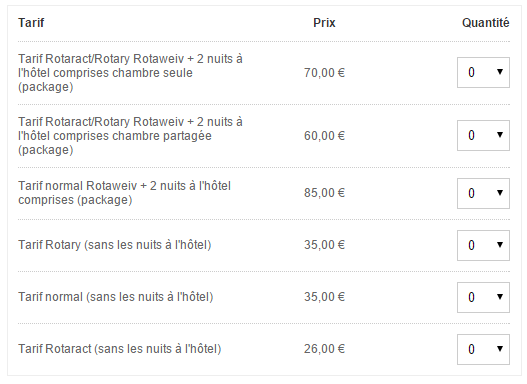 Tarif Prix Quantité
Tarif Rotaract/Rotary Rotaweiv + 2 nuits à
l'hôtel comprises chambre seule
(package)
70,00 €
0
Tarif Rotaract/Rotary Rotaweiv + 2 nuits à
l'hôtel comprises chambre partagée
(package)
60,00 €
0
Tarif normal Rotaweiv + 2 nuits à l'hôtel
comprises (package)
85,00 €
0
Tarif Rotary (sans les nuits à l'hôtel) 35,00 € 0
Tarif normal (sans les nuits à l'hôtel) 35,00 € 0
Tarif Rotaract (sans les nuits à l'hôtel) 26,00 € 0